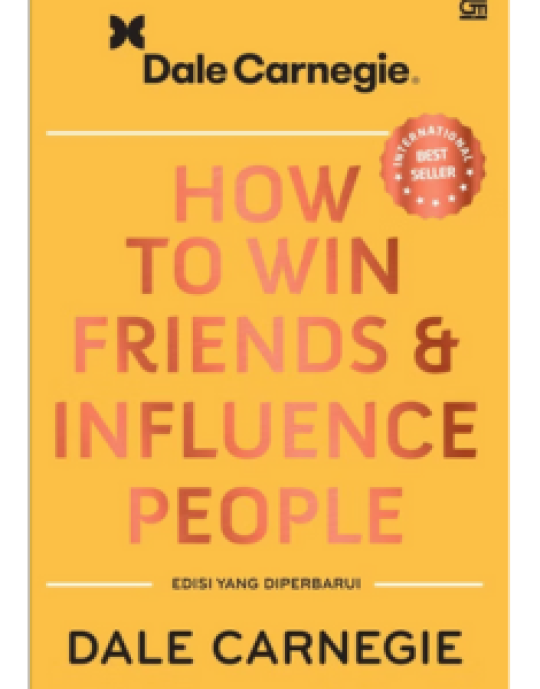 Dale Carnegie®
INTERNATIONAL
BEST
SELLER
HOW
TO WIN
FRIENDS &
INFLUENCE
PEOPLE
EDISI YANG DIPERBARUI
DALE CARNEGIE